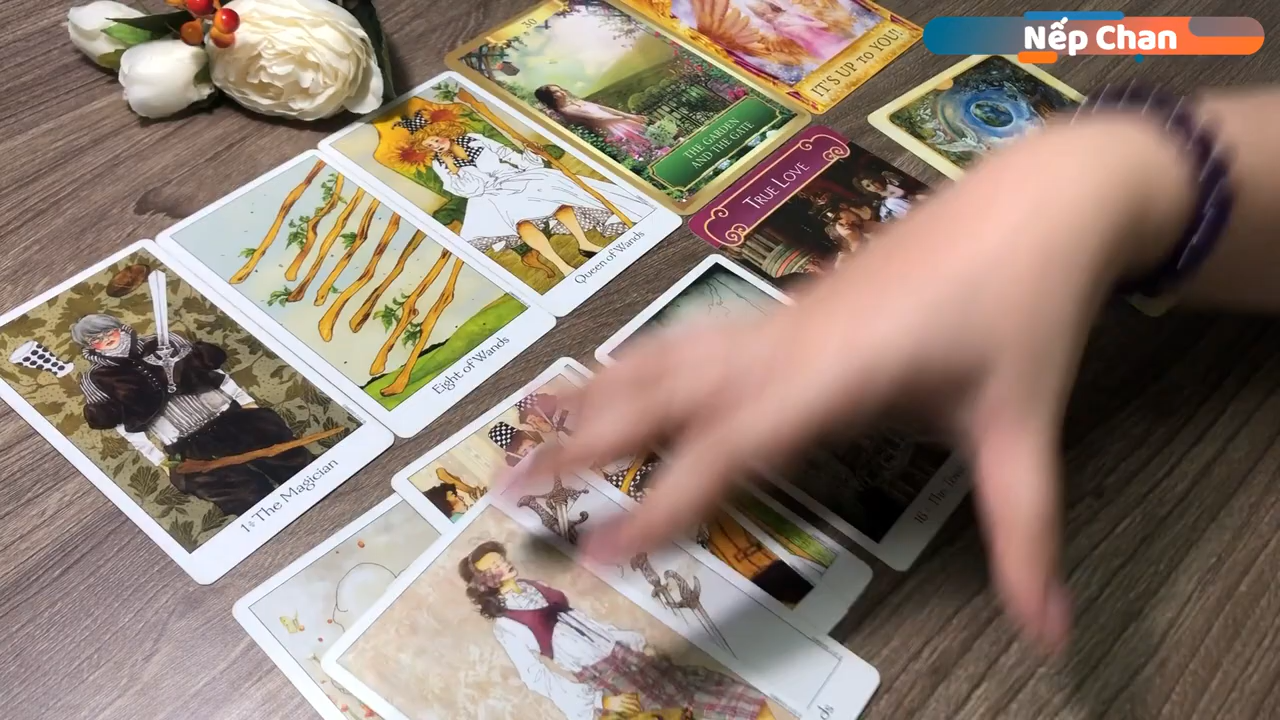 Nếp Chan
IT'S UP TO YOU!
30
THE GARDEN
AND THE GATE
TRUE LOVE
Queen of Wands
Eight of Wands
1 The Magician
16 The